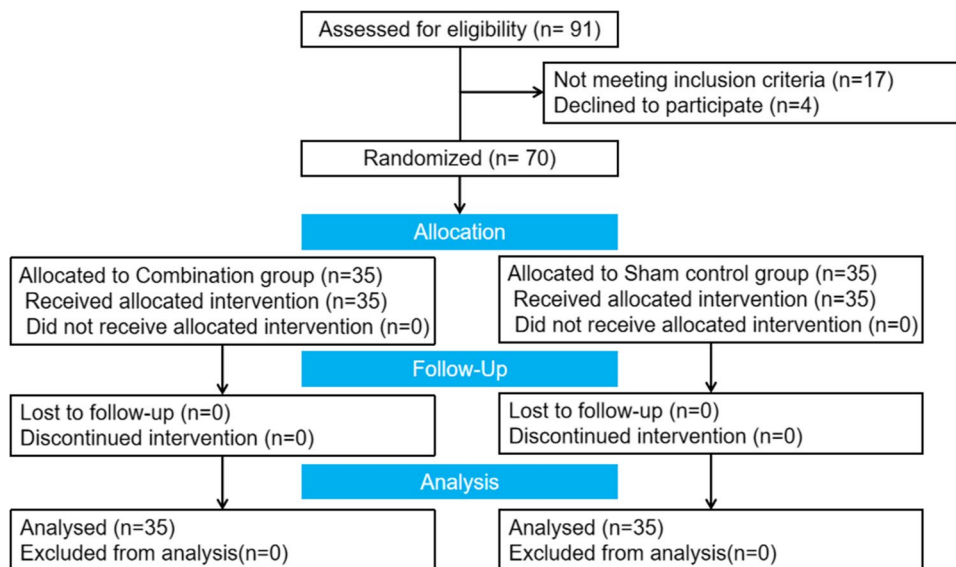 Assessed for eligibility (n= 91)
Not meeting inclusion criteria (n=17)
Declined to participate (n=4)
Randomized (n= 70)
Allocation
Allocated to Combination group (n=35)
Received allocated intervention (n=35)
Did not receive allocated intervention (n=0)
Allocated to Sham control group (n=35)
Received allocated intervention (n=35)
Did not receive allocated intervention (n=0)
Follow-Up
Lost to follow-up (n=0)
Discontinued intervention (n=0)
Lost to follow-up (n=0)
Discontinued intervention (n=0)
Analysis
Analysed (n=35)
Excluded from analysis(n=0)
Analysed (n=35)
Excluded from analysis(n=0)